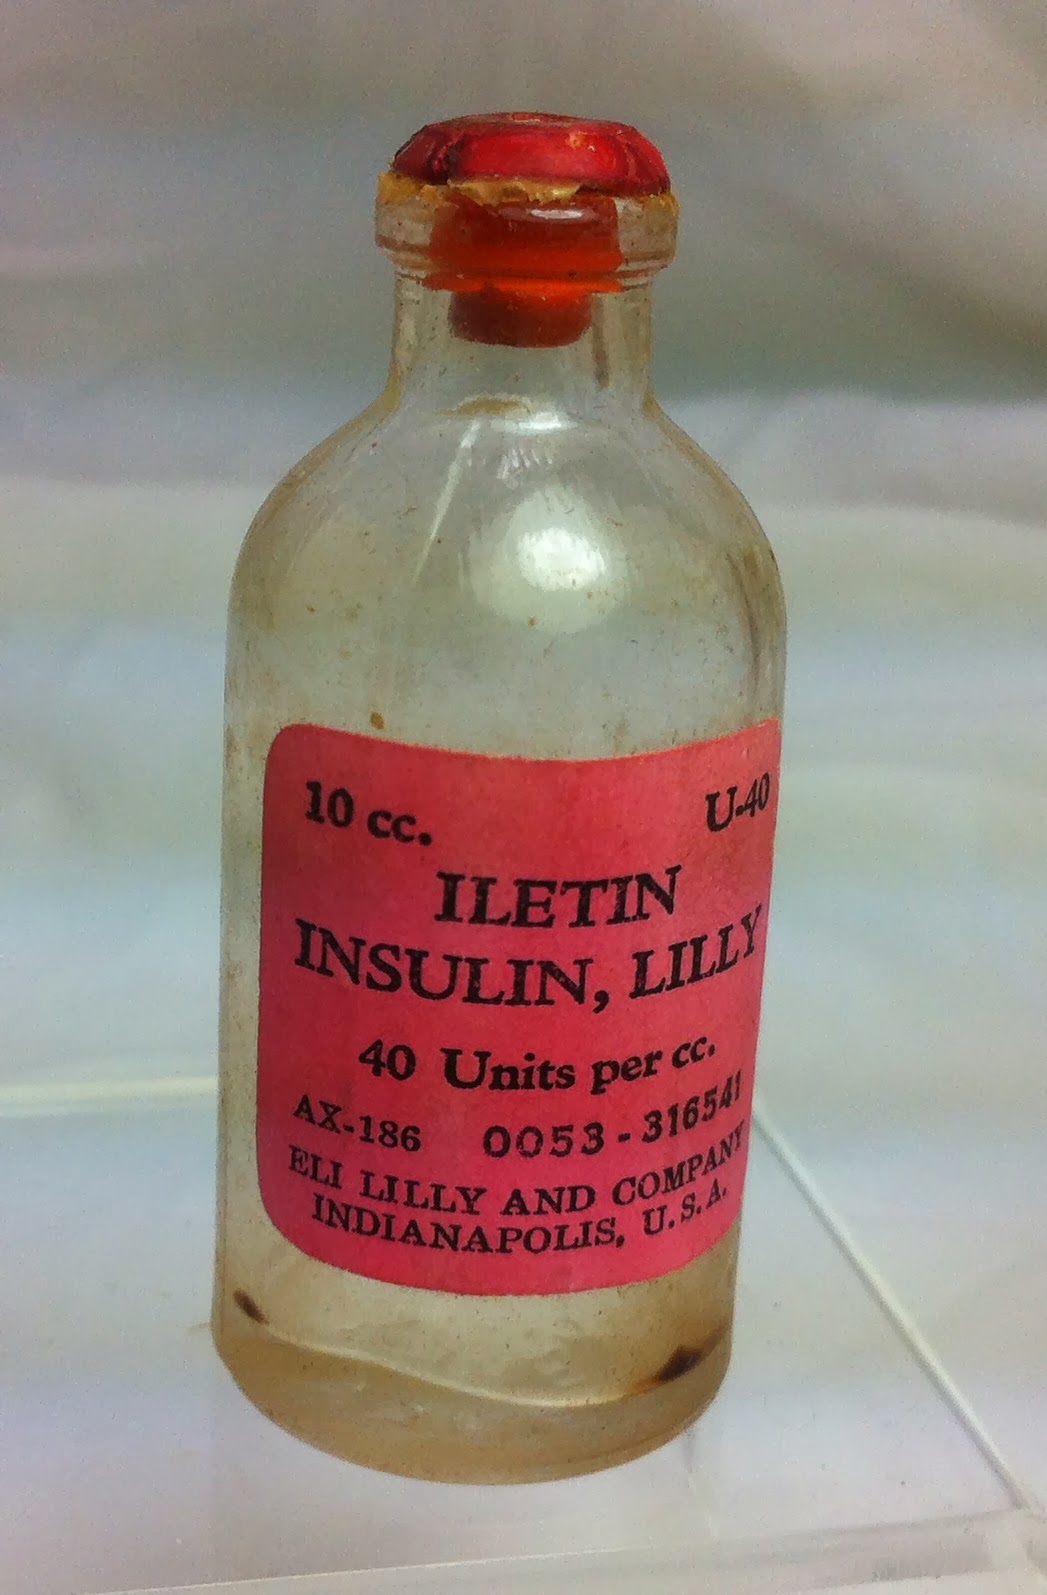 10 cc. U-40
ILETIN
INSULIN, LILLY
40 Units per cc.
AX-186 0053-316541
ELI LILLY AND COMPANY
INDIANAPOLIS, U.S.A.